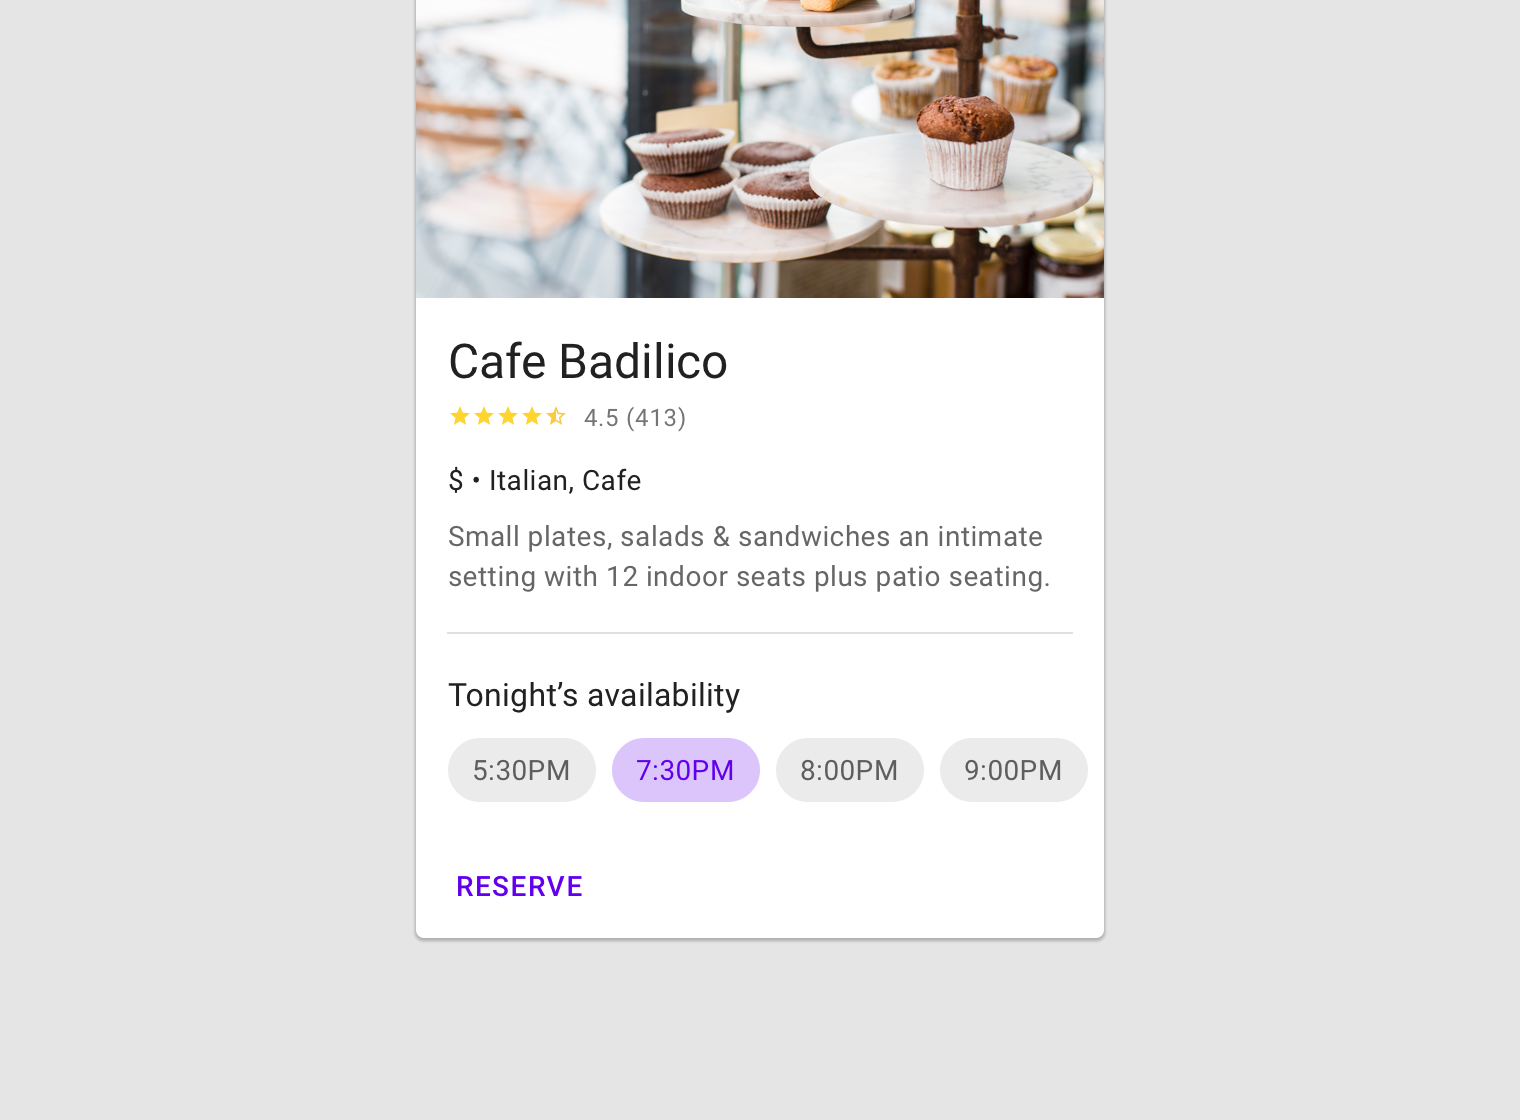 Cafe Badilico
4.5 (413)
$ • Italian, Cafe
Small plates, salads & sandwiches an intimate
setting with 12 indoor seats plus patio seating.
Tonight’s availability
5:30PM 7:30PM 8:00PM 9:00PM
RESERVE